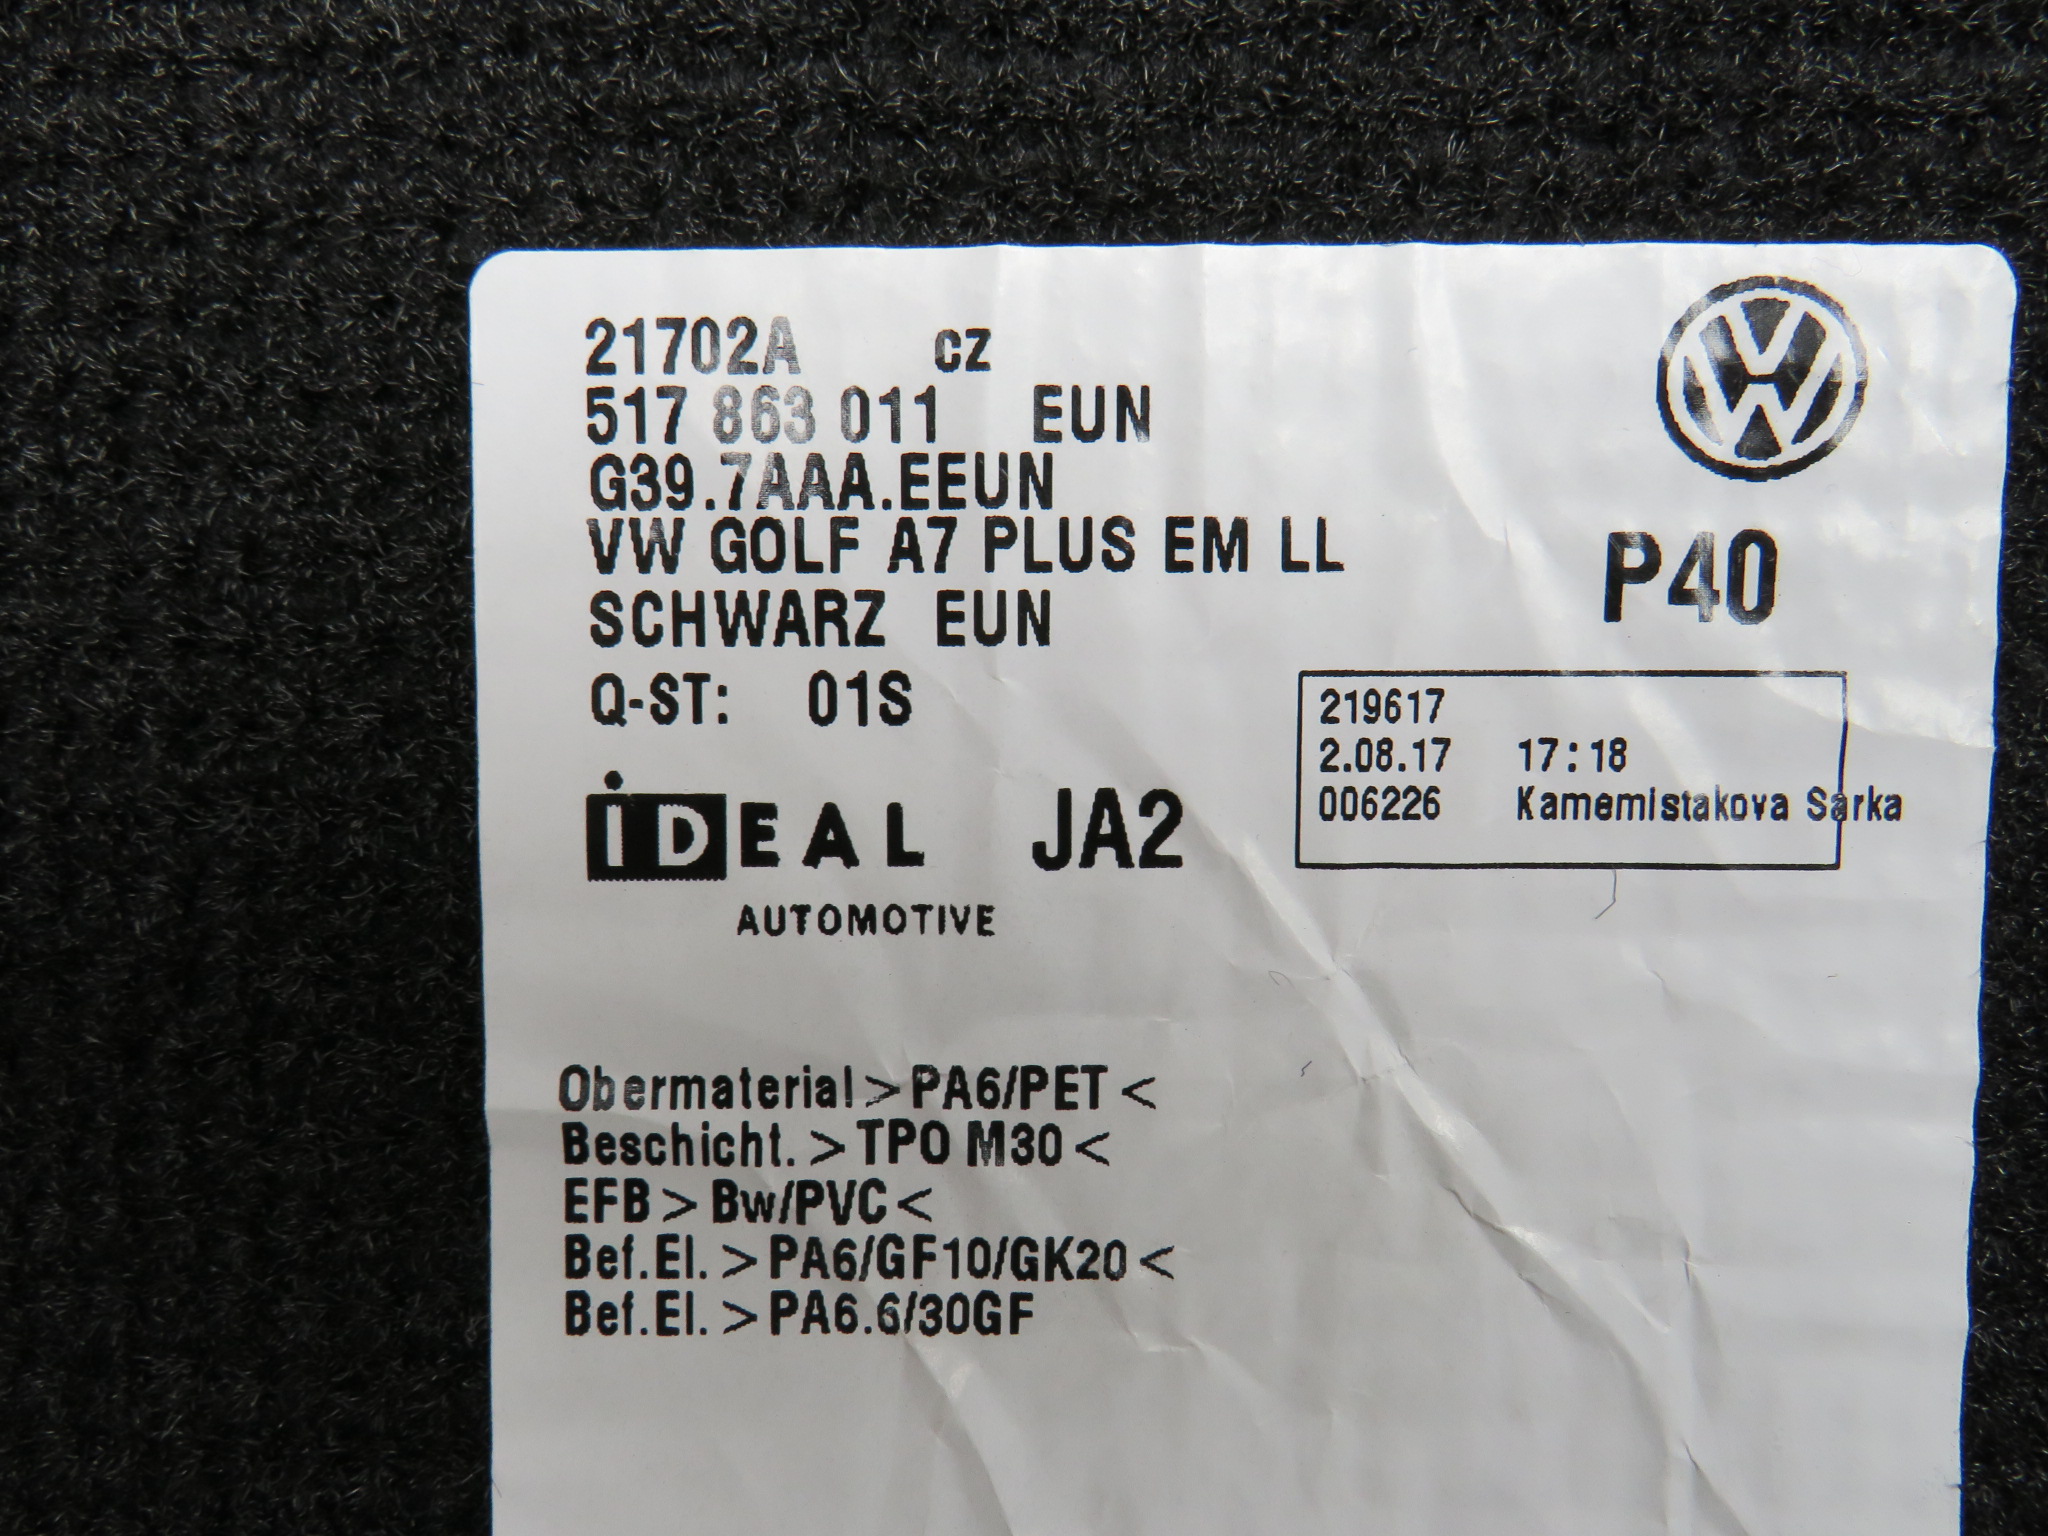 21702A cz
517 863 011 EUN
G39.7AAA.EEUN
VW GOLF A7 PLUS EM LL
SCHWARZ EUN
P40
Q-ST: 01S
219617
2.08.17 17:18
006226 Kamemistakova Sarka
iDEAL JA2
AUTOMOTIVE
Obermaterial > PA6/PET <
Beschicht. > TPO M30 <
EFB > Bw/PVC <
Bef.El. > PA6/GF10/GK20 <
Bef.El. > PA6.6/30GF